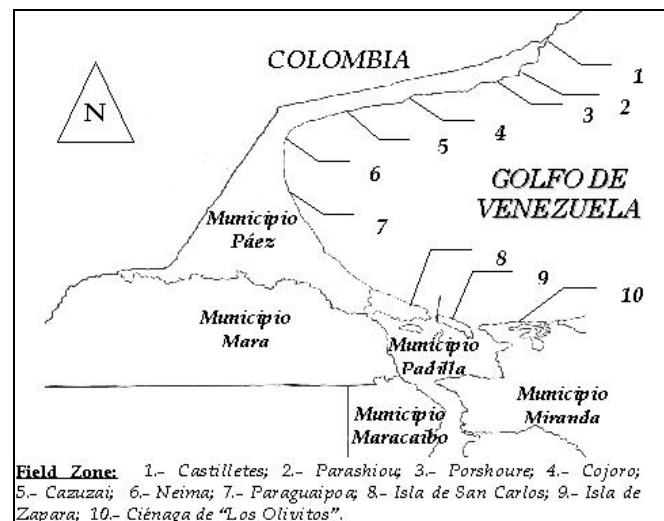 COLOMBIA
N
1
2
3
4
5
6
GOLFO DE
VENEZUELA
Municipio
Páez
7
8
9
10
Municipio
Mara
Municipio
Padilla
Municipio
Miranda
Municipio
Maracaibo
Field Zone: 1.- Castilletes; 2.- Parashiou; 3.- Porshoure; 4.- Cojoro;
5.- Cazuzai; 6.- Neima; 7.- Paraguaipoa; 8.- Isla de San Carlos; 9.- Isla de
Zapara; 10.- Ciénaga de “Los Olivitos”.